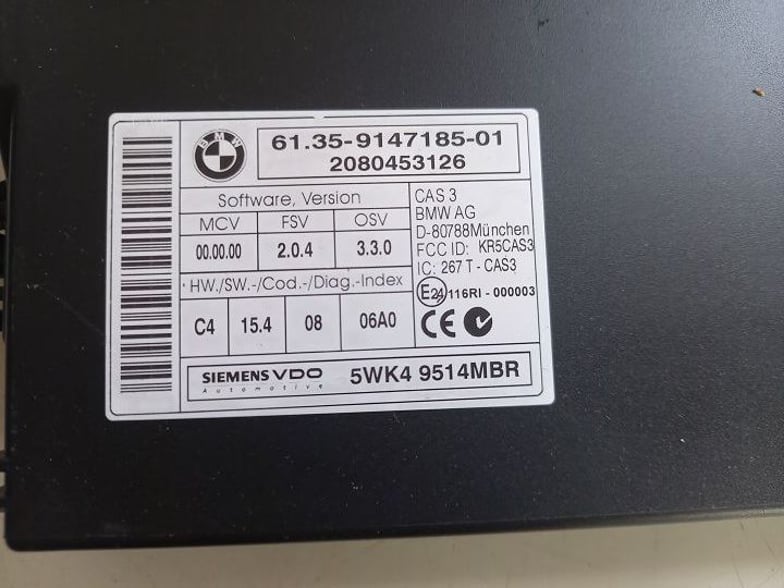 BMW
61.35-9147185-01
2080453126
Software, Version
MCV FSV OSV
00.00.00 2.0.4 3.3.0
HW./SW.-/Cod.-/Diag.-Index
C4 15.4 08 06A0
CAS 3
BMW AG
D-80788München
FCC ID: KR5CAS3
IC: 267 T - CAS3
E24 116RI - 000003
CE
SIEMENS VDO
Automotive
5WK4 9514MBR